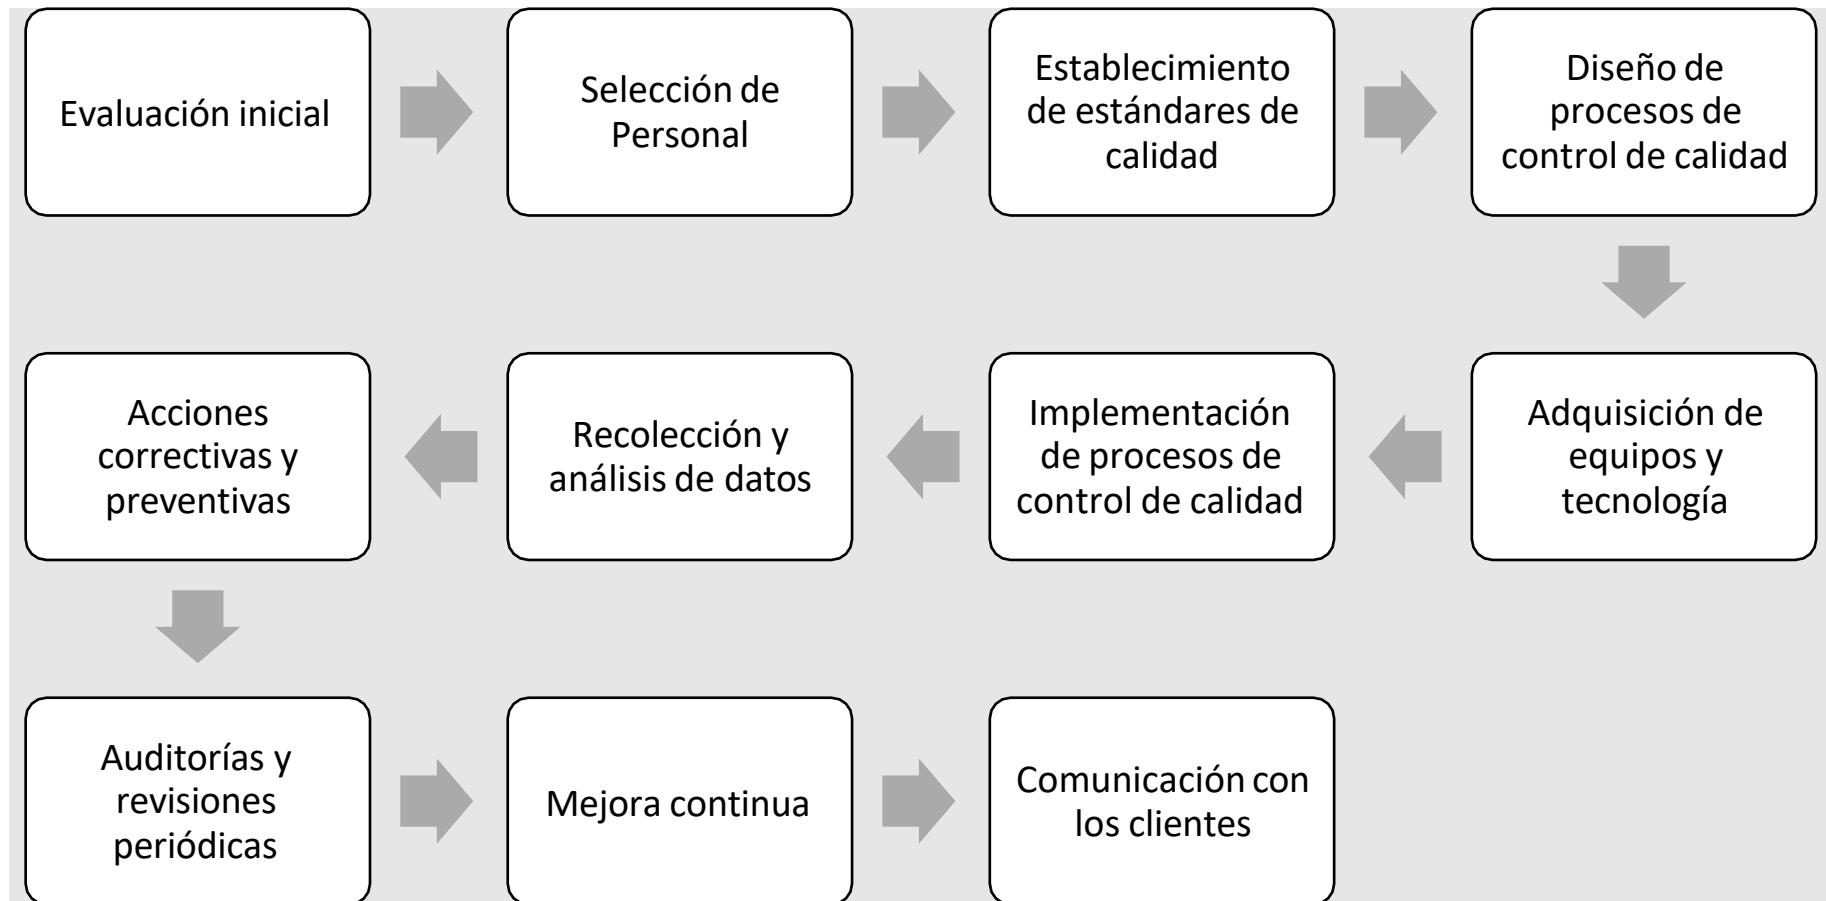 Evaluación inicial
Selección de
Personal
Establecimiento
de estándares de
calidad
Diseño de
procesos de
control de calidad
Adquisición de
equipos y
tecnología
Implementación
de procesos de
control de calidad
Recolección y
análisis de datos
Acciones
correctivas y
preventivas
Auditorías y
revisiones
periódicas
Mejora continua
Comunicación con
los clientes